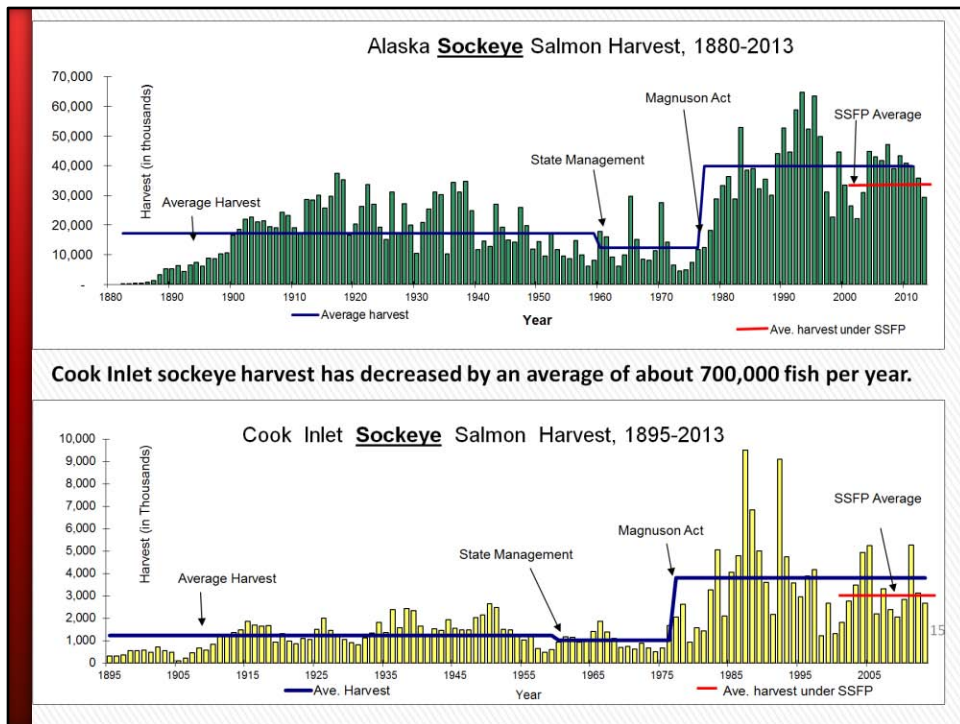 Alaska Sockeye Salmon Harvest, 1880-2013
70,000
60,000
50,000
40,000
30,000
20,000
10,000
-
Harvest (in thousands)
Average Harvest
State Management
Magnuson Act
SSFP Average
1880 1890 1900 1910 1920 1930 1940 1950 1960 1970 1980 1990 2000 2010
Average harvest
Year
Ave. harvest under SSFP
Cook Inlet sockeye harvest has decreased by an average of about 700,000 fish per year.
Cook Inlet Sockeye Salmon Harvest, 1895-2013
10,000
9,000
8,000
7,000
6,000
5,000
4,000
3,000
2,000
1,000
0
Harvest (in Thousands)
Average Harvest
State Management
Magnuson Act
SSFP Average
15
1895 1905 1915 1925 1935 1945 1955 1965 1975 1985 1995 2005
Ave. Harvest
Year
Ave. harvest under SSFP